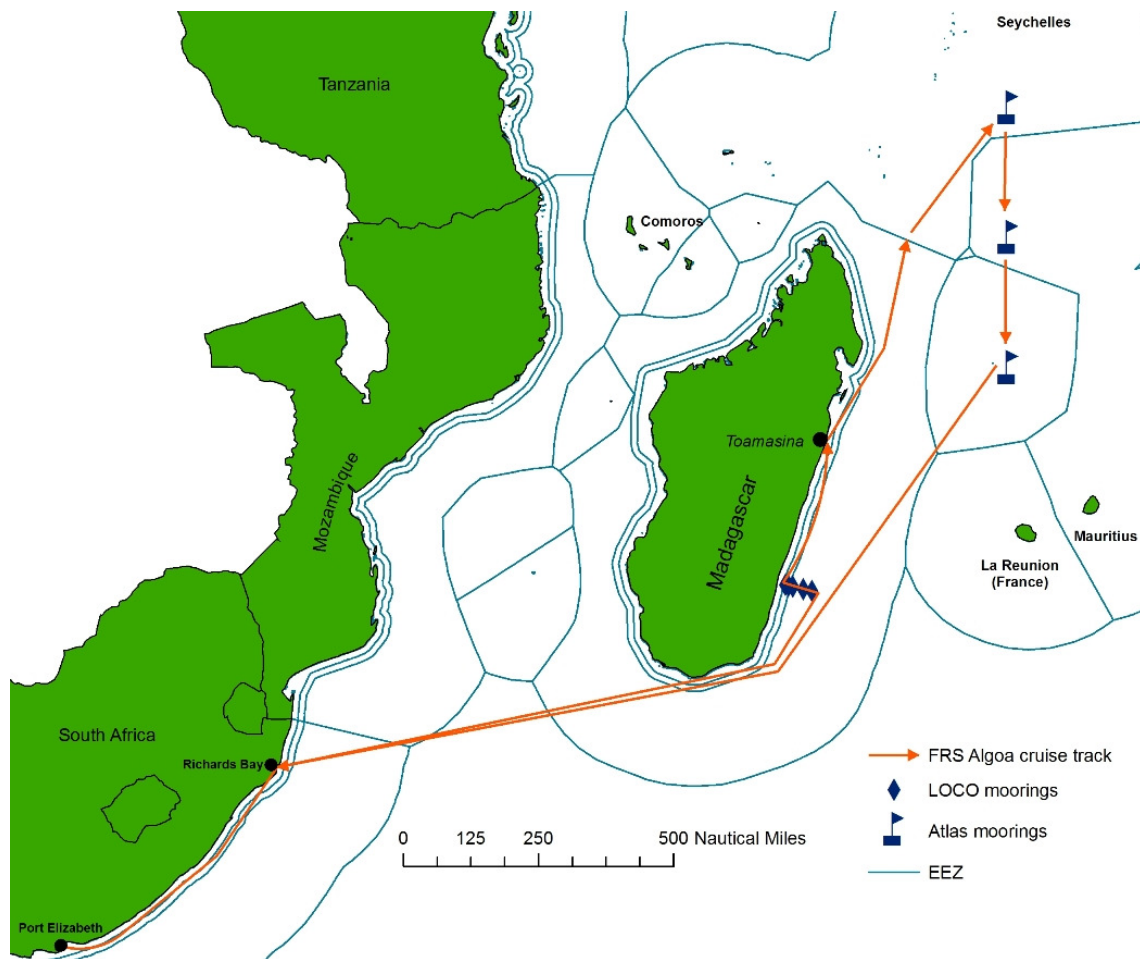 Seychelles
Tanzania
Comoros
Toamasina
Mozambique
Madagascar
Mauritius
La Reunion
(France)
South Africa
Richards Bay
FRS Algoa cruise track
LOCO moorings
Atlas moorings
EEZ
0 125 250 500 Nautical Miles
Port Elizabeth